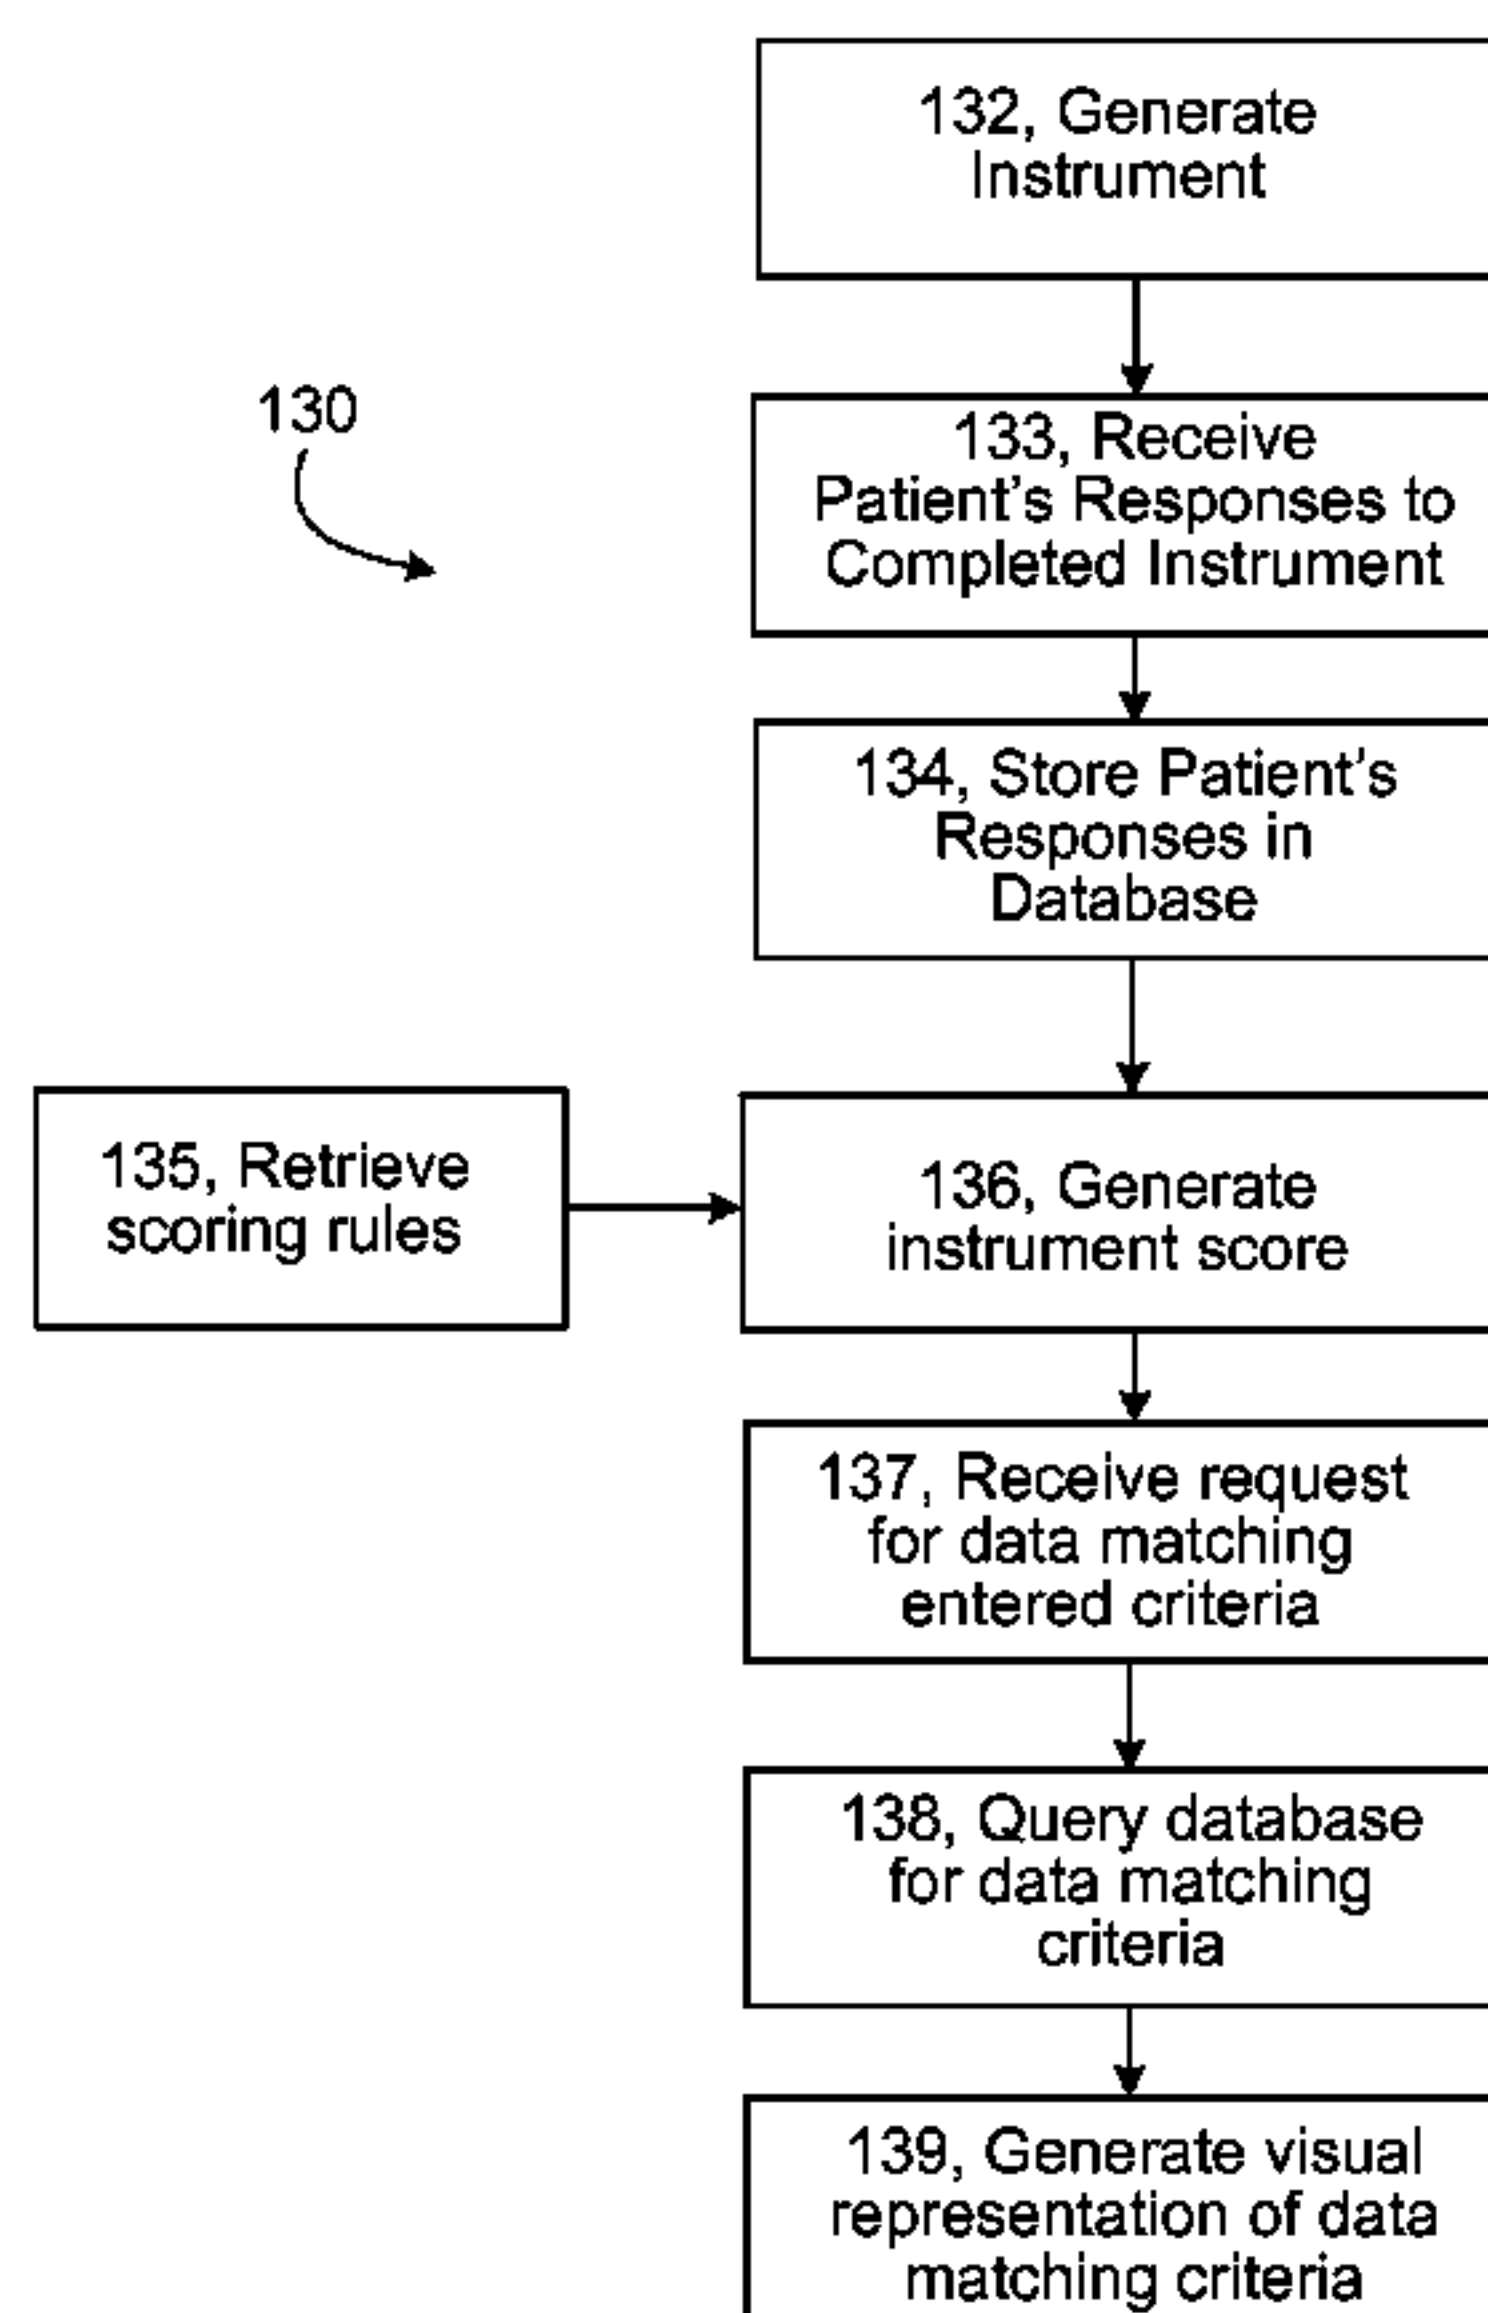 132, Generate
Instrument
130
133, Receive
Patient's Responses to
Completed Instrument
134, Store Patient's
Responses in
Database
135, Retrieve
scoring rules
136, Generate
instrument score
137, Receive request
for data matching
entered criteria
138, Query database
for data matching
criteria
139, Generate visual
representation of data
matching criteria